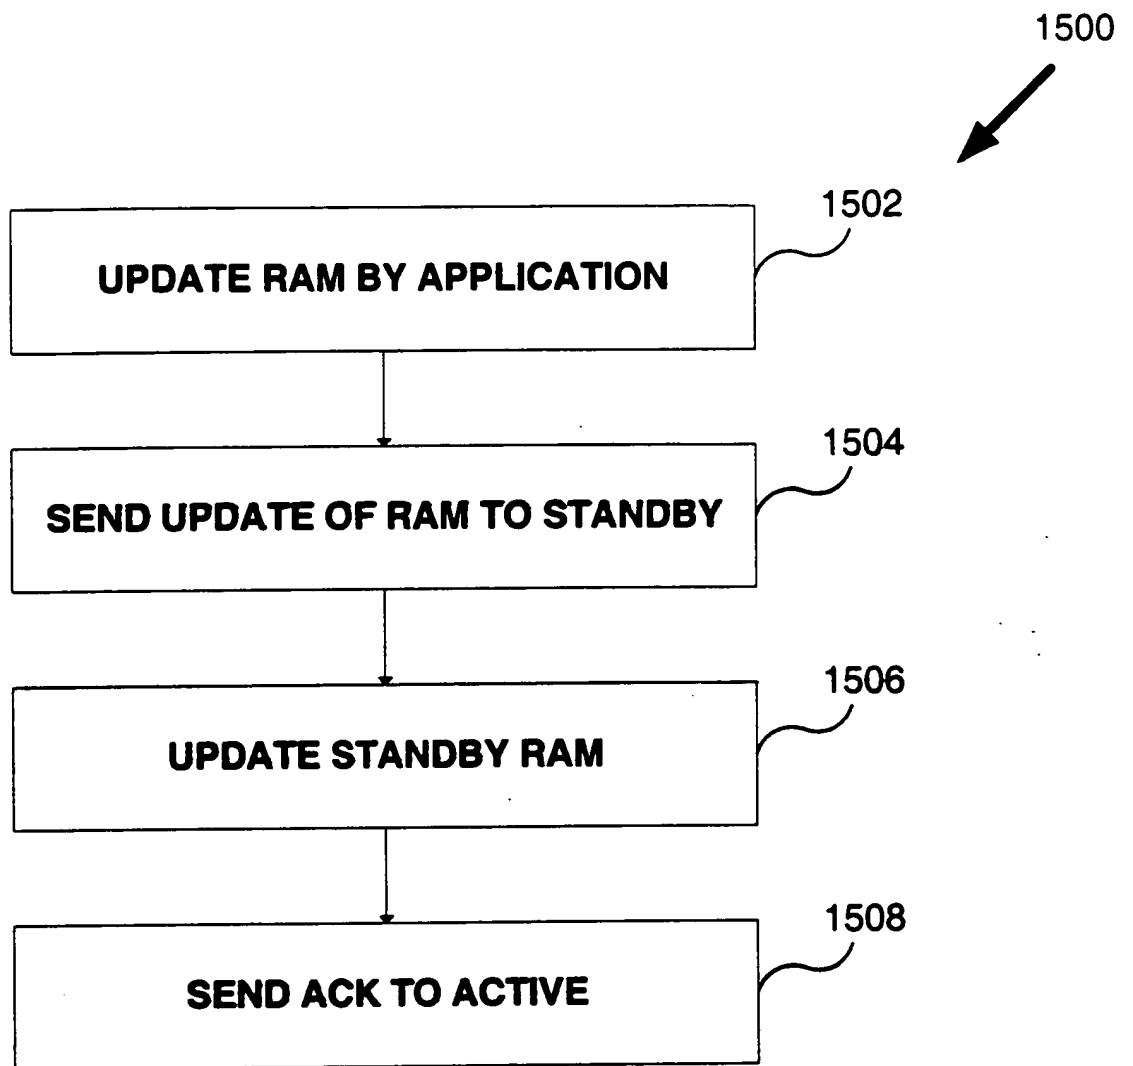 1500
1502
UPDATE RAM BY APPLICATION
1504
SEND UPDATE OF RAM TO STANDBY
1506
UPDATE STANDBY RAM
1508
SEND ACK TO ACTIVE